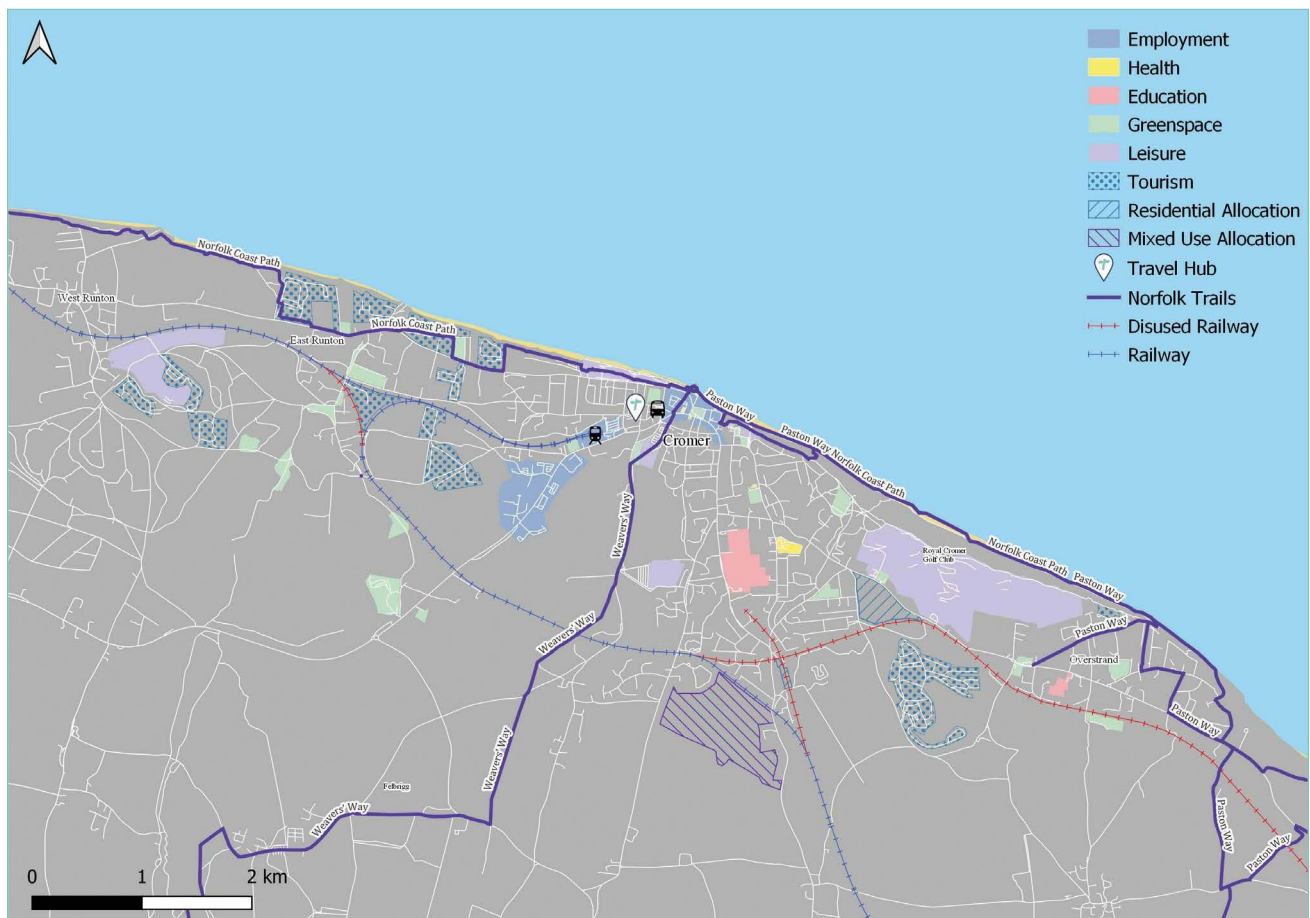 Employment
Health
Education
Greenspace
Leisure
Tourism
Residential Allocation
Mixed Use Allocation
Travel Hub
Norfolk Trails
Disused Railway
Railway
Norfolk Coast Path
West Runton
Norfolk Coast Path
East Runton
Paston Way
Cromer
Paston Way
Norfolk Coast Path
Weavers' Way
Royal Cromer
Golf Club
Norfolk Coast Path
Paston Way
Weavers' Way
Paston Way
Overstrand
Paston Way
Weavers' Way
Felbrigg
Weavers' Way
Paston Way
Paston Way
0 1 2 km